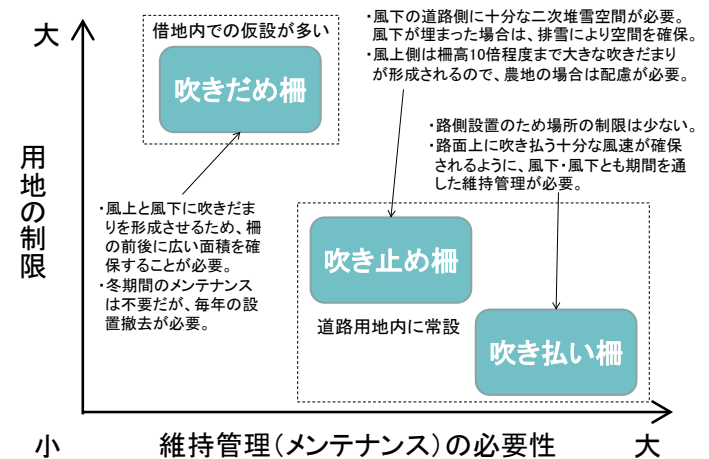 大
用地の制限
小
維持管理（メンテナンス）の必要性
大
借地内での仮設が多い
吹きだめ柵
・風上と風下に吹きだま
りを形成させるため、柵
の前後に広い面積を確
保することが必要。
・冬期間のメンテナンス
は不要だが、毎年の設
置撤去が必要。
・風下の道路側に十分な二次堆雪空間が必要。
風下が埋まった場合は、排雪により空間を確保。
・風上側は柵高10倍程度まで大きな吹きだまり
が形成されるので、農地の場合は配慮が必要。
・路側設置のため場所の制限は少ない。
・路面上に吹き払う十分な風速が確保
されるように、風下・風下とも期間を通
した維持管理が必要。
吹き止め柵
道路用地内に常設
吹き払い柵